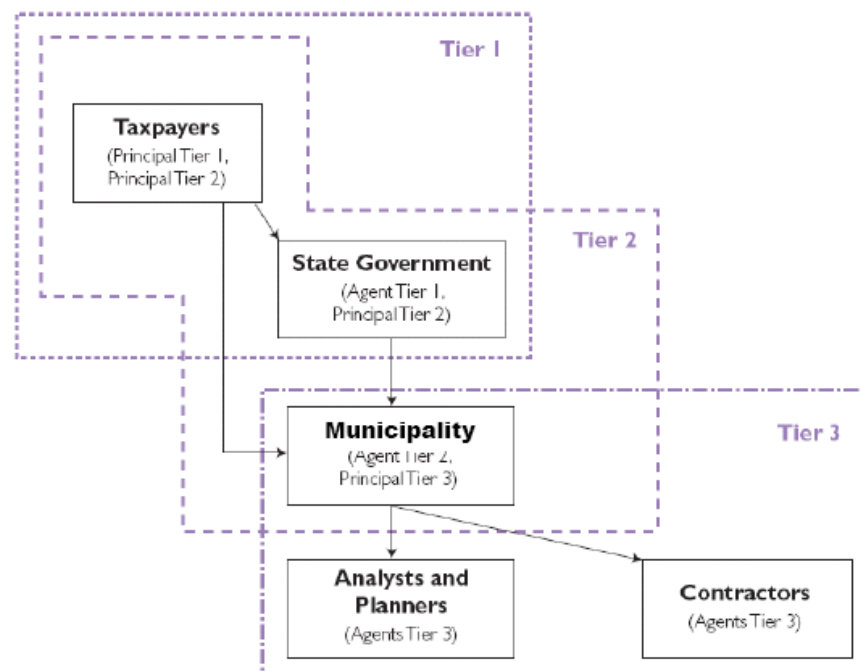 Tier 1
Taxpayers
(Principal Tier 1,
Principal Tier 2)
Tier 2
State Government
(Agent Tier 1,
Principal Tier 2)
Municipality
(Agent Tier 2,
Principal Tier 3)
Tier 3
Analysts and
Planners
(Agents Tier 3)
Contractors
(Agents Tier 3)